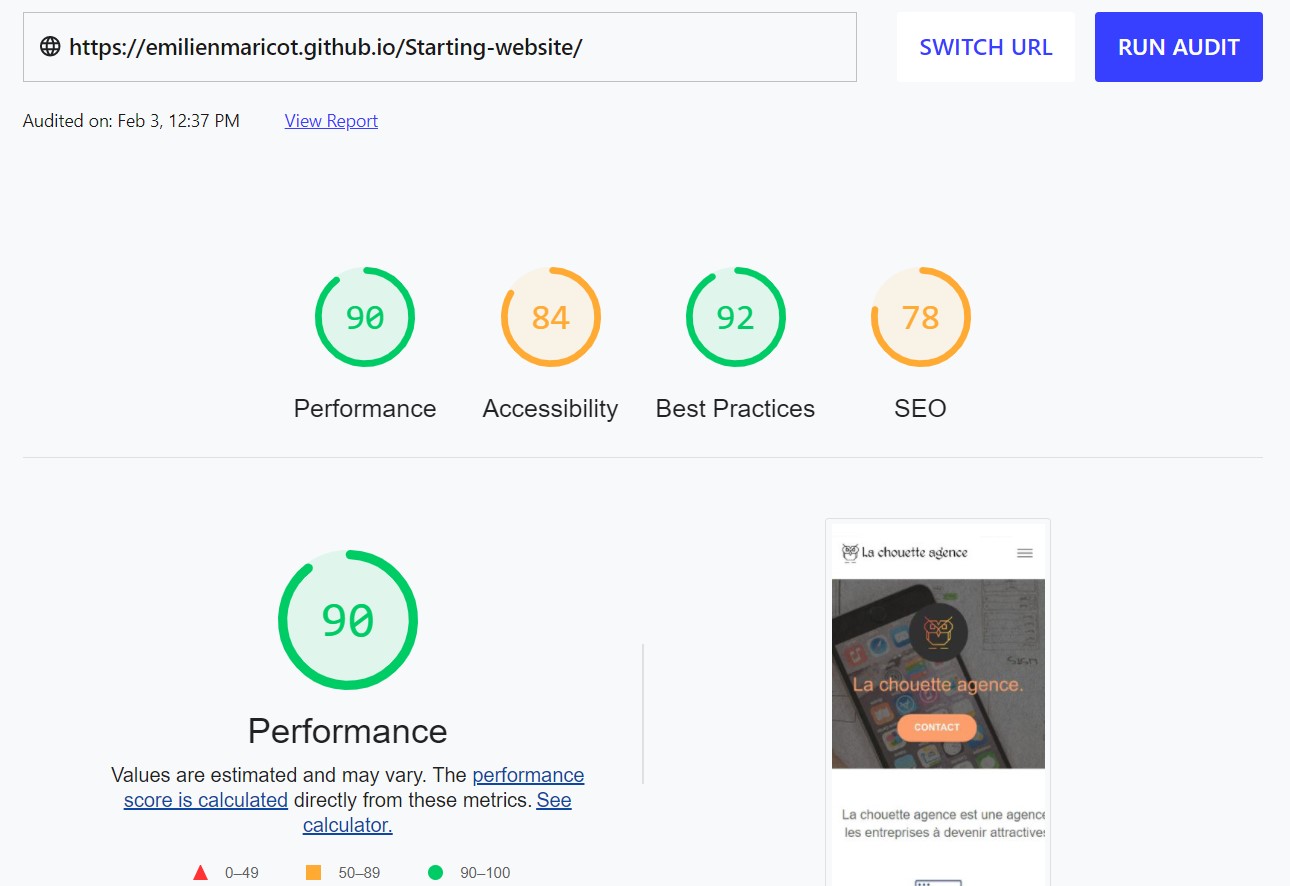 https://emilienmaricot.github.io/Starting-website/
SWITCH URL
RUN AUDIT
Audited on: Feb 3, 12:37 PM
View Report
90
84
92
78
Performance
Accessibility
Best Practices
SEO
90
Performance
Values are estimated and may vary. The performance
score is calculated directly from these metrics. See
calculator.
0–49
50–89
90–100
La chouette agence
La chouette agence.
CONTACT
La chouette agence est une agence
les entreprises à devenir attractives